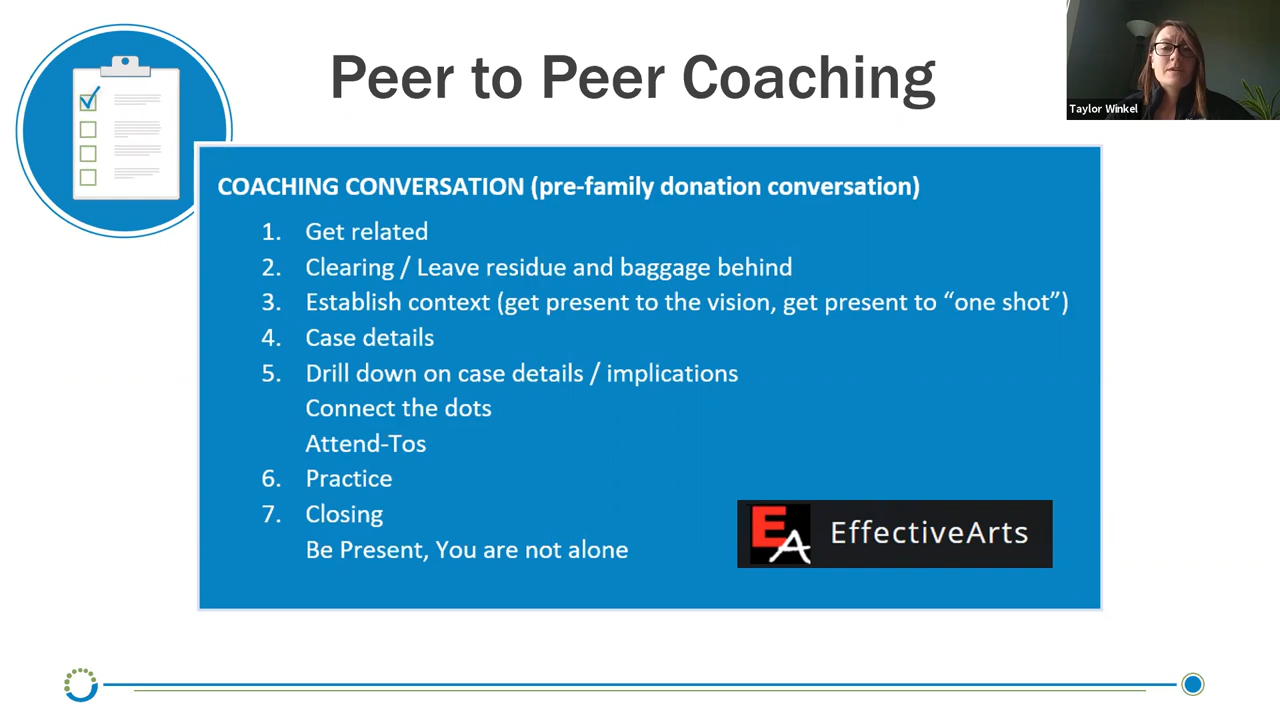 Peer to Peer Coaching
Taylor Winkel
COACHING CONVERSATION (pre-family donation conversation)
1. Get related
2. Clearing / Leave residue and baggage behind
3. Establish context (get present to the vision, get present to “one shot”)
4. Case details
5. Drill down on case details / implications
Connect the dots
Attend-Tos
6. Practice
7. Closing
Be Present, You are not alone
EA EffectiveArts